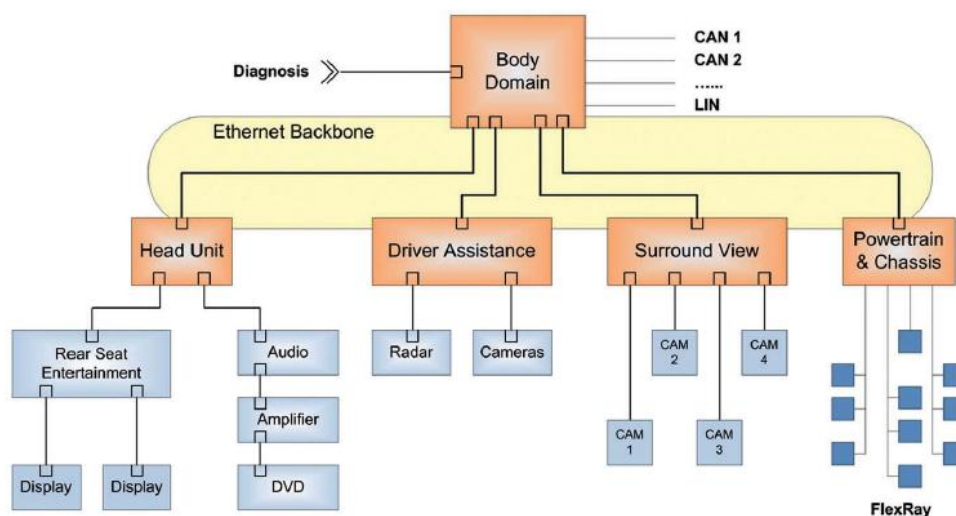 CAN 1
Body
Domain
CAN 2
Diagnosis
......
LIN
Ethernet Backbone
Head Unit
Driver Assistance
Surround View
Powertrain
& Chassis
Rear Seat
Entertainment
Audio
Radar
Cameras
CAM
2
CAM
4
Amplifier
CAM
1
CAM
3
Display
Display
DVD
FlexRay